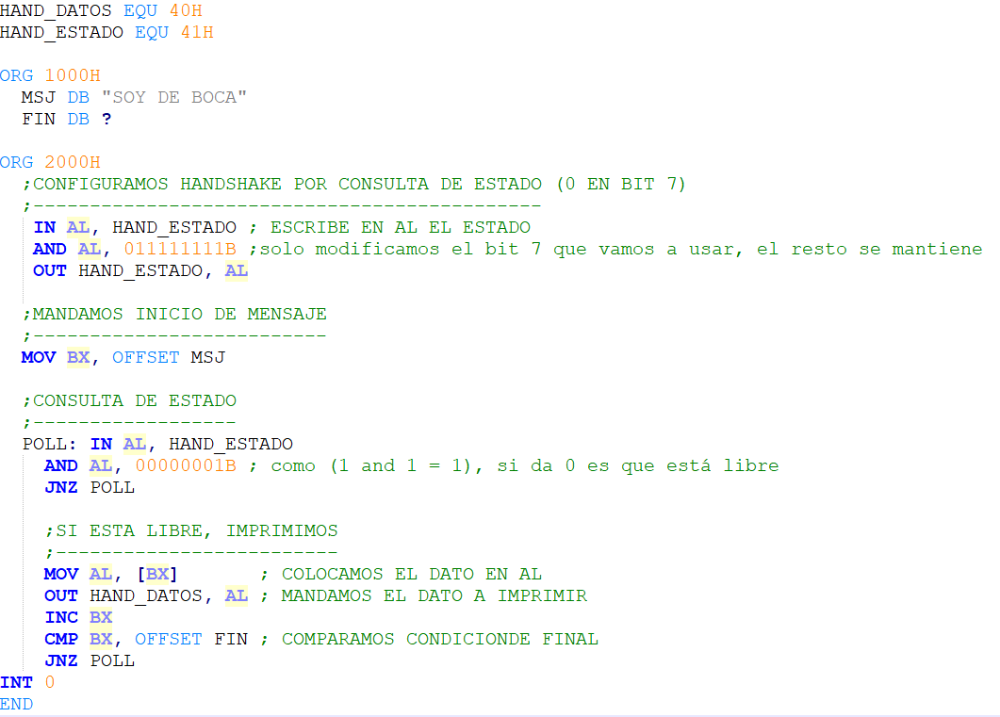 HAND_DATOS EQU 40H
HAND_ESTADO EQU 41H
ORG 1000H
MSJ DB "SOY DE BOCA"
FIN DB ?
ORG 2000H
;CONFIGURAMOS HANDSHAKE POR CONSULTA DE ESTADO (0 EN BIT 7)
;---------------------------------------------
IN AL, HAND_ESTADO ; ESCRIBE EN AL EL ESTADO
AND AL, 011111111B ;solo modificamos el bit 7 que vamos a usar, el resto se mantiene
OUT HAND_ESTADO, AL
;MANDAMOS INICIO DE MENSAJE
;--------------------------
MOV BX, OFFSET MSJ
;CONSULTA DE ESTADO
;------------------
POLL: IN AL, HAND_ESTADO
AND AL, 00000001B ; como (1 and 1 = 1), si da 0 es que está libre
JNZ POLL
;SI ESTA LIBRE, IMPRIMIMOS
;-------------------------
MOV AL, [BX] ; COLOCAMOS EL DATO EN AL
OUT HAND_DATOS, AL ; MANDAMOS EL DATO A IMPRIMIR
INC BX
CMP BX, OFFSET FIN ; COMPARAMOS CONDICIONDE FINAL
JNZ POLL
INT 0
END